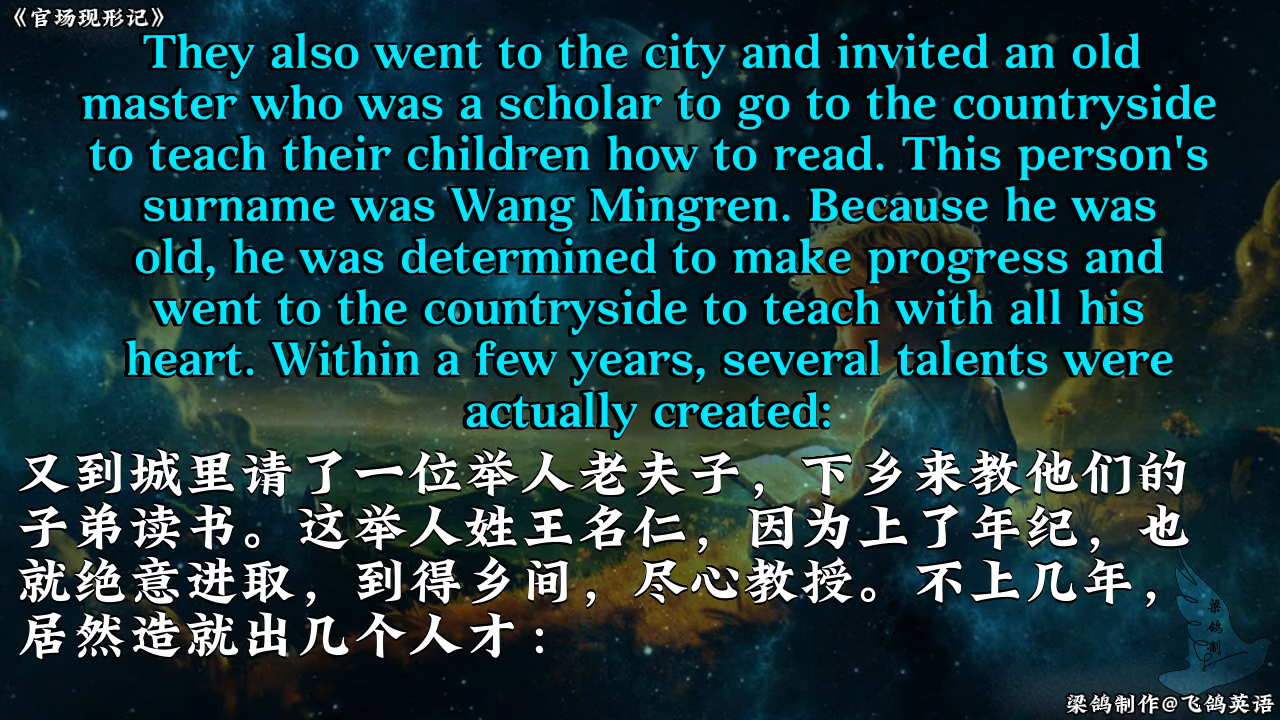 《官场现形记》
They also went to the city and invited an old
master who was a scholar to go to the countryside
to teach their children how to read. This person's
surname was Wang Mingren. Because he was
old, he was determined to make progress and
went to the countryside to teach with all his
heart. Within a few years, several talents were
actually created:
又到城里请了一位举人老夫子，下乡来教他们的
子弟读书。这举人姓王名仁，因为上了年纪，也
就绝意进取，到得乡间，尽心教授。不上几年，
居然造就出几个人才：
梁鸽制
梁鸽制作@飞鸽英语